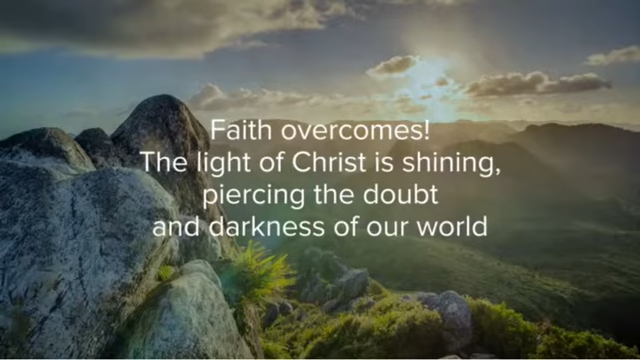 Faith overcomes!
The light of Christ is shining,
piercing the doubt
and darkness of our world